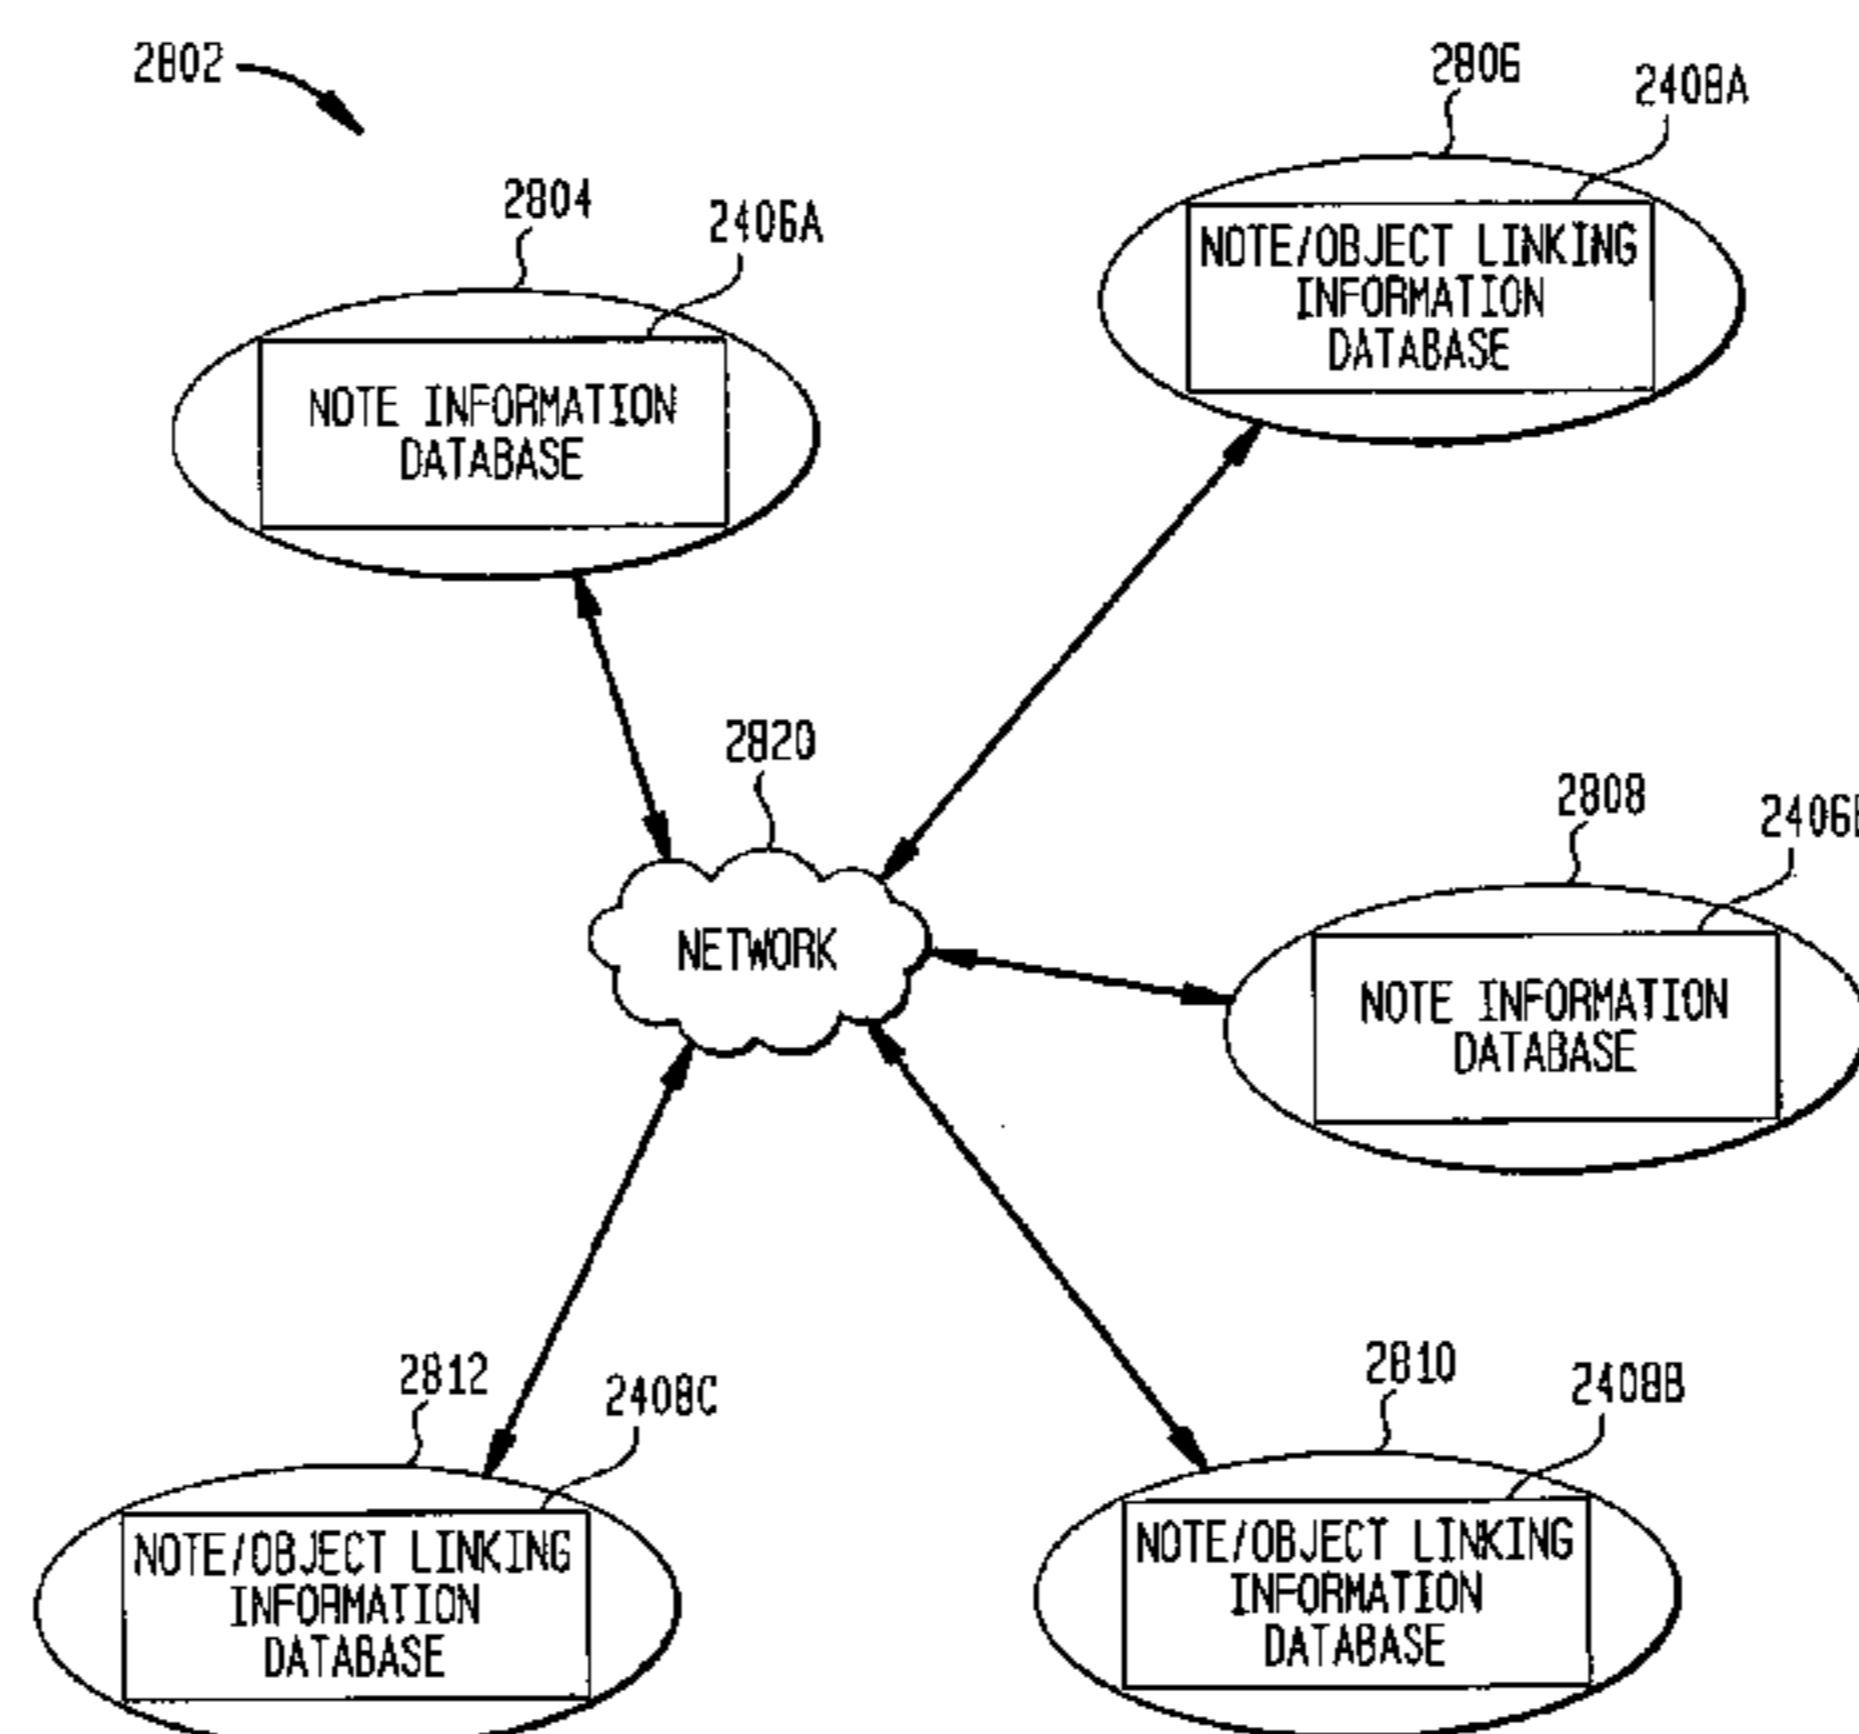 2802
2806
2408A
NOTE/OBJECT LINKING
INFORMATION
DATABASE
2804
2406A
NOTE INFORMATION
DATABASE
2820
NETWORK
2808
NOTE INFORMATION
DATABASE
2812
2408C
NOTE/OBJECT LINKING
INFORMATION
DATABASE
2810
2408B
NOTE/OBJECT LINKING
INFORMATION
DATABASE